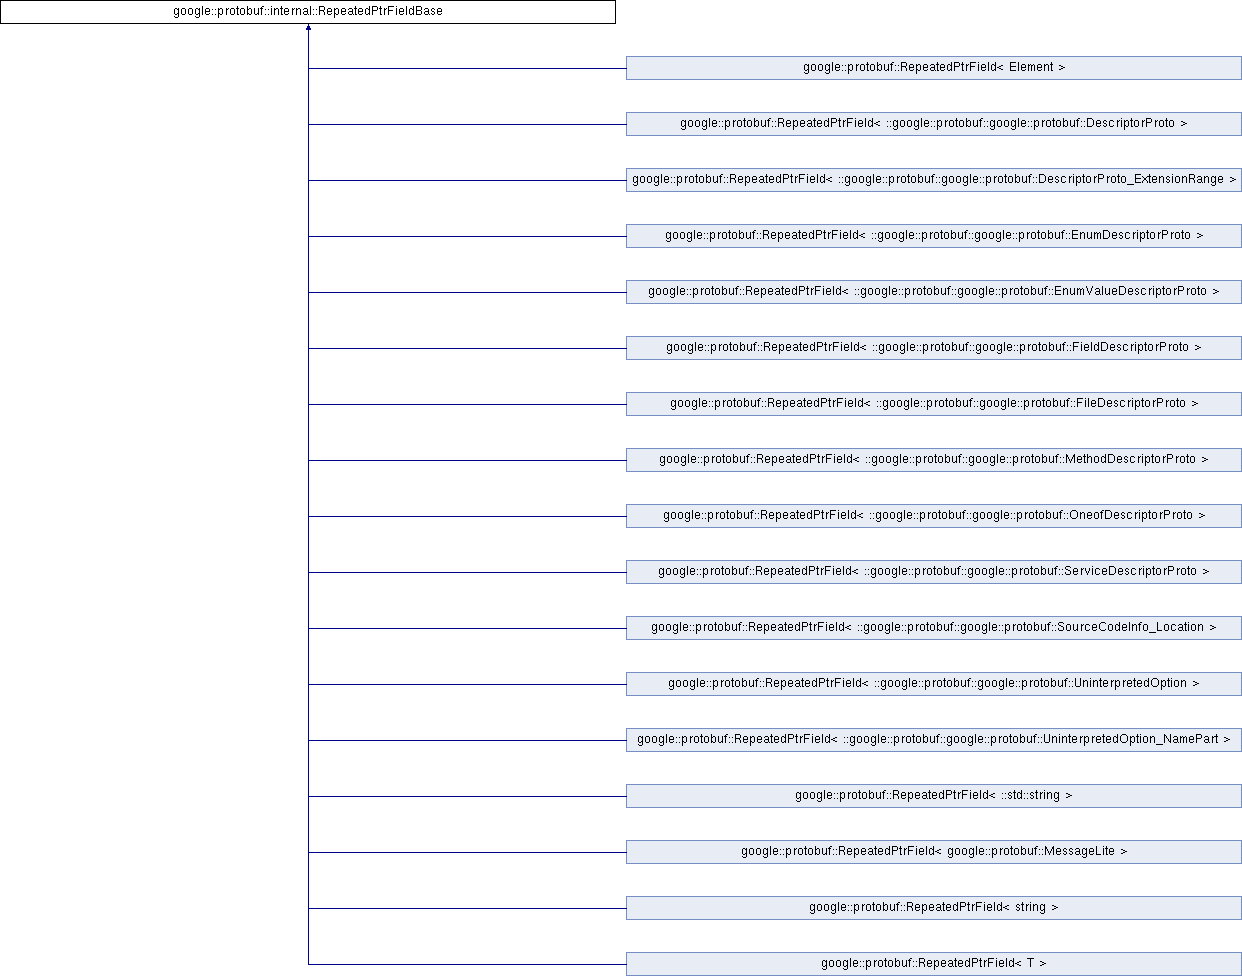 google::protobuf::internal::RepeatedPtrFieldBase
google::protobuf::RepeatedPtrField< Element >
google::protobuf::RepeatedPtrField< ::google::protobuf::google::protobuf::DescriptorProto >
google::protobuf::RepeatedPtrField< ::google::protobuf::google::protobuf::DescriptorProto_ExtensionRange >
google::protobuf::RepeatedPtrField< ::google::protobuf::google::protobuf::EnumDescriptorProto >
google::protobuf::RepeatedPtrField< ::google::protobuf::google::protobuf::EnumValueDescriptorProto >
google::protobuf::RepeatedPtrField< ::google::protobuf::google::protobuf::FieldDescriptorProto >
google::protobuf::RepeatedPtrField< ::google::protobuf::google::protobuf::FileDescriptorProto >
google::protobuf::RepeatedPtrField< ::google::protobuf::google::protobuf::MethodDescriptorProto >
google::protobuf::RepeatedPtrField< ::google::protobuf::google::protobuf::OneofDescriptorProto >
google::protobuf::RepeatedPtrField< ::google::protobuf::google::protobuf::ServiceDescriptorProto >
google::protobuf::RepeatedPtrField< ::google::protobuf::google::protobuf::SourceCodeInfo_Location >
google::protobuf::RepeatedPtrField< ::google::protobuf::google::protobuf::UninterpretedOption >
google::protobuf::RepeatedPtrField< ::google::protobuf::google::protobuf::UninterpretedOption_NamePart >
google::protobuf::RepeatedPtrField< ::std::string >
google::protobuf::RepeatedPtrField< google::protobuf::MessageLite >
google::protobuf::RepeatedPtrField< string >
google::protobuf::RepeatedPtrField< T >